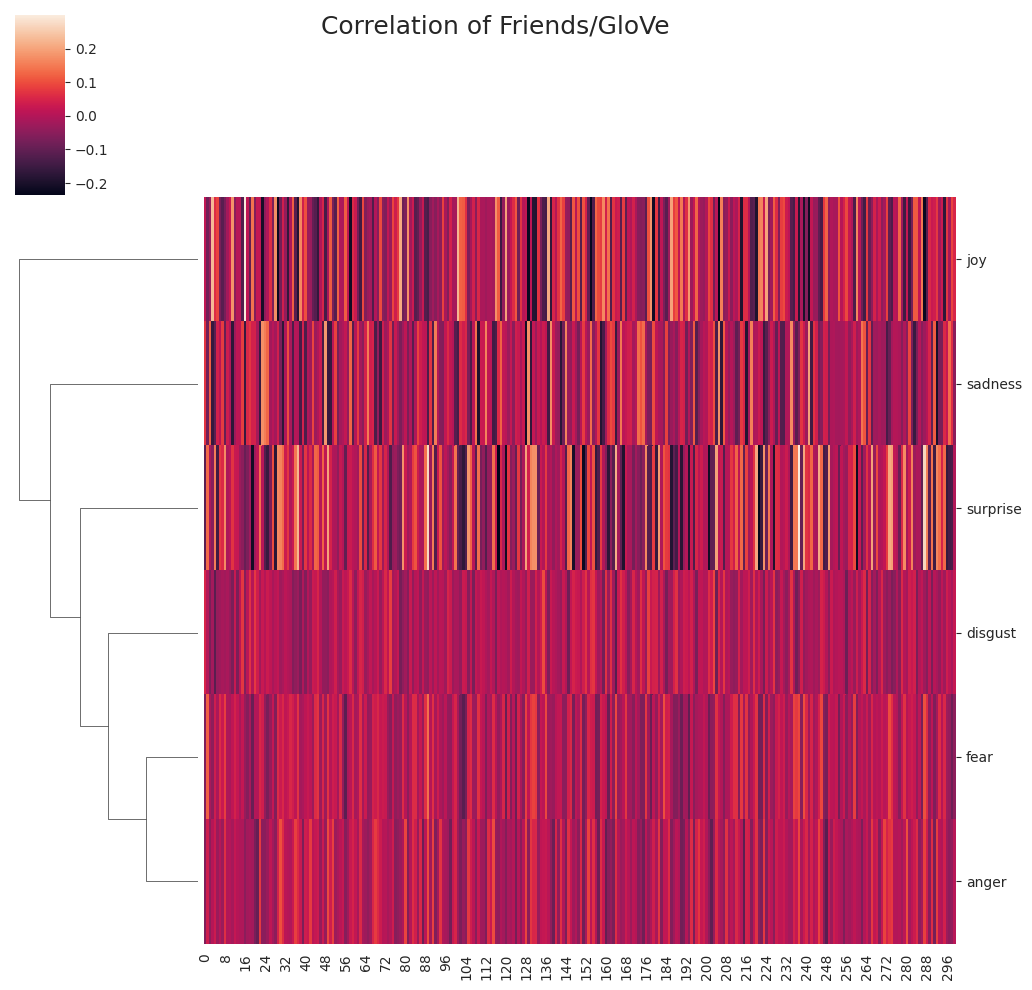 Correlation of Friends/GloVe
0.2
0.1
0.0
−0.1
−0.2
joy
sadness
surprise
disgust
fear
anger
0 8 16 24 32 40 48 56 64 72 80 88 96 104 112 120 128 136 144 152 160 168 176 184 192 200 208 216 224 232 240 248 256 264 272 280 288 296